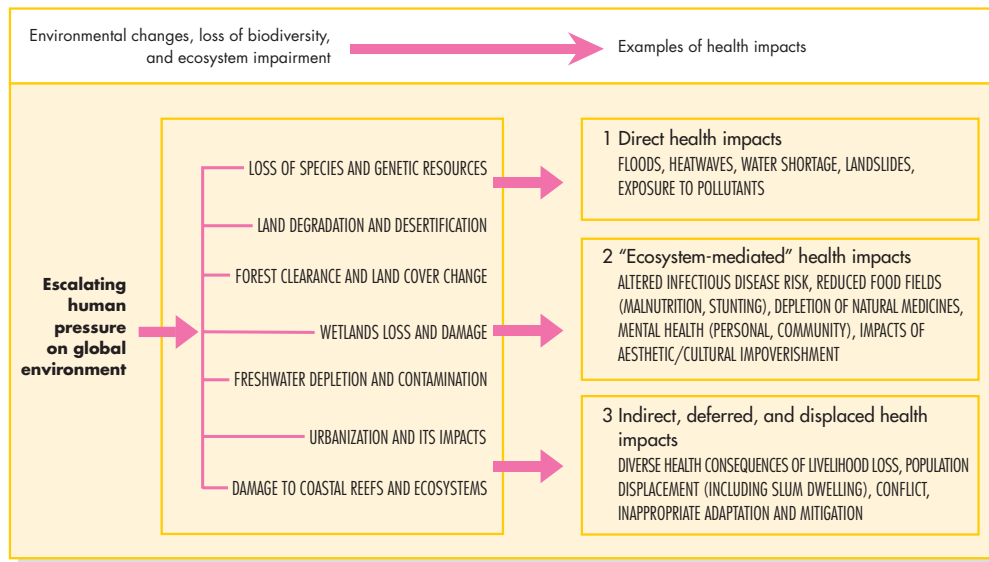 Environmental changes, loss of biodiversity,
and ecosystem impairment
Examples of health impacts
Escalating
human
pressure
on global
environment
LOSS OF SPECIES AND GENETIC RESOURCES
LAND DEGRADATION AND DESERTIFICATION
FOREST CLEARANCE AND LAND COVER CHANGE
WETLANDS LOSS AND DAMAGE
FRESHWATER DEPLETION AND CONTAMINATION
URBANIZATION AND ITS IMPACTS
DAMAGE TO COASTAL REEFS AND ECOSYSTEMS
1 Direct health impacts
FLOODS, HEATWAVES, WATER SHORTAGE, LANDSLIDES,
EXPOSURE TO POLLUTANTS
2 “Ecosystem-mediated” health impacts
ALTERED INFECTIOUS DISEASE RISK, REDUCED FOOD FIELDS
(MALNUTRITION, STUNTING), DEPLETION OF NATURAL MEDICINES,
MENTAL HEALTH (PERSONAL, COMMUNITY), IMPACTS OF
AESTHETIC/CULTURAL IMPOVERISHMENT
3 Indirect, deferred, and displaced health
impacts
DIVERSE HEALTH CONSEQUENCES OF LIVELIHOOD LOSS, POPULATION
DISPLACEMENT (INCLUDING SLUM DWELLING), CONFLICT,
INAPPROPRIATE ADAPTATION AND MITIGATION